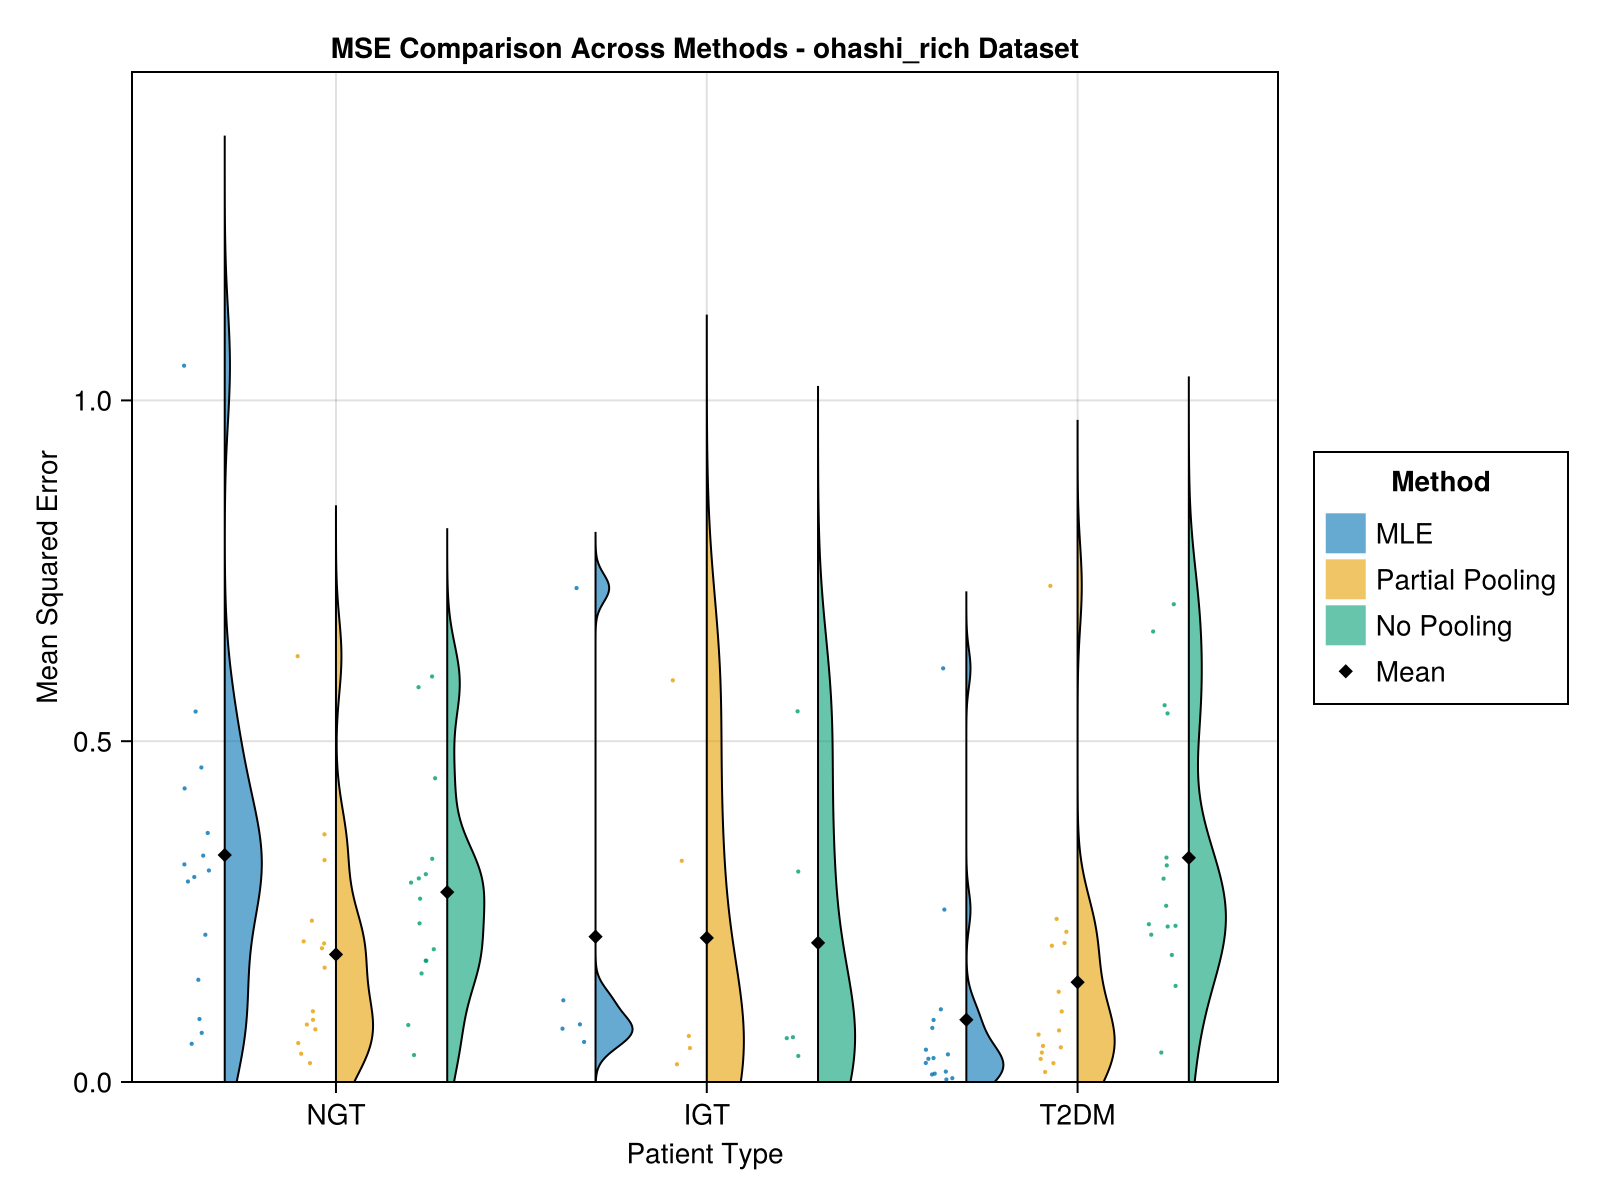 MSE Comparison Across Methods - ohashi_rich Dataset
Mean Squared Error
1.0
0.5
0.0
NGT
IGT
T2DM
Patient Type
Method
MLE
Partial Pooling
No Pooling
Mean